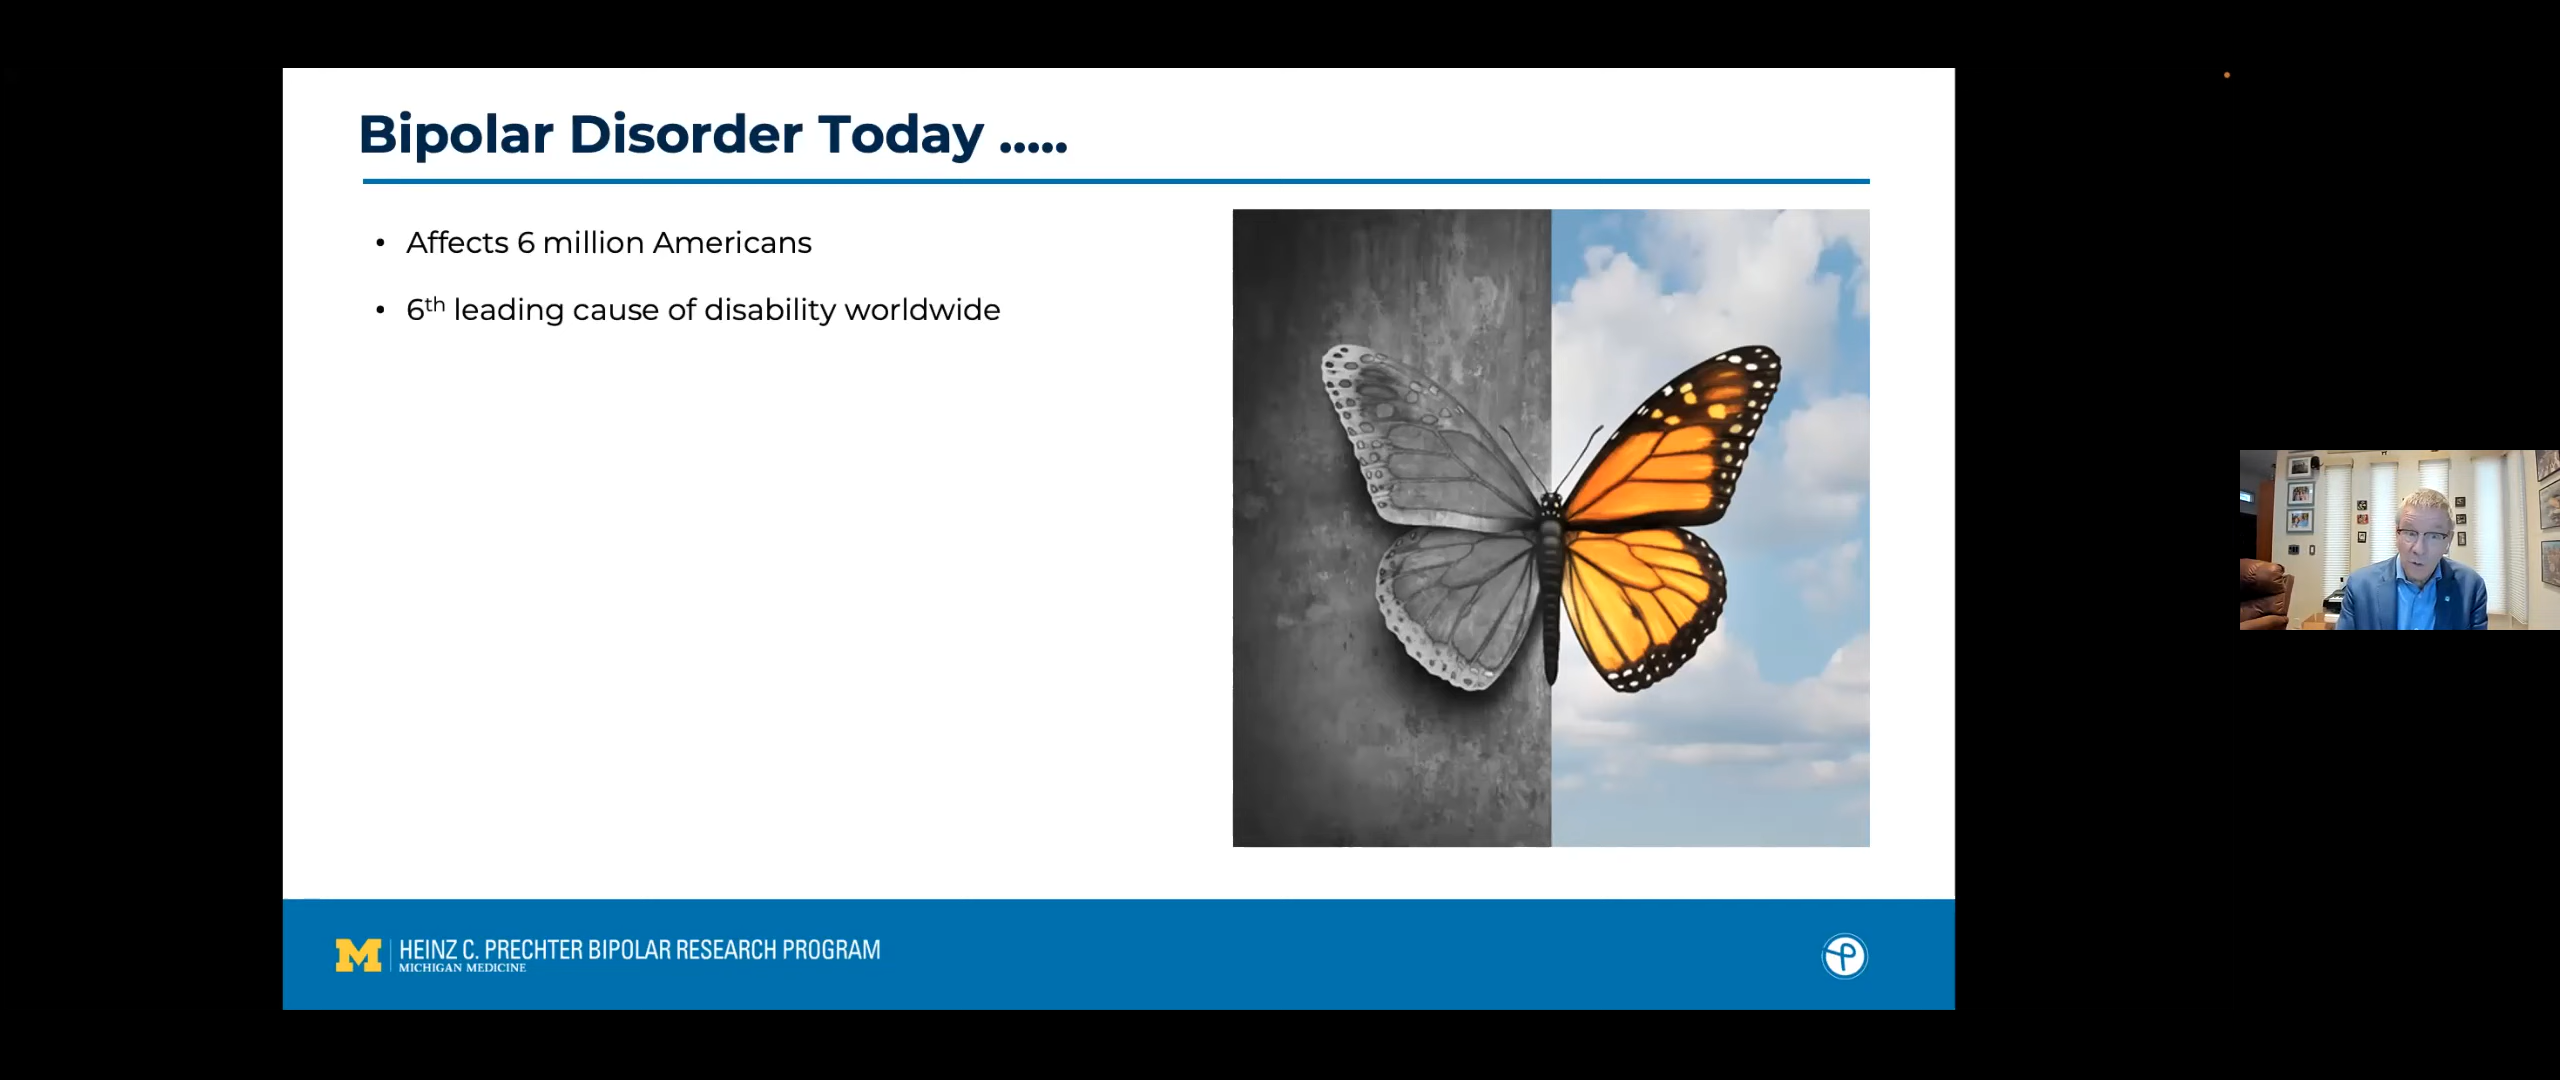 Bipolar Disorder Today .....
• Affects 6 million Americans
• 6th leading cause of disability worldwide
M | HEINZ C. PRECHTER BIPOLAR RESEARCH PROGRAM
MICHIGAN MEDICINE
P